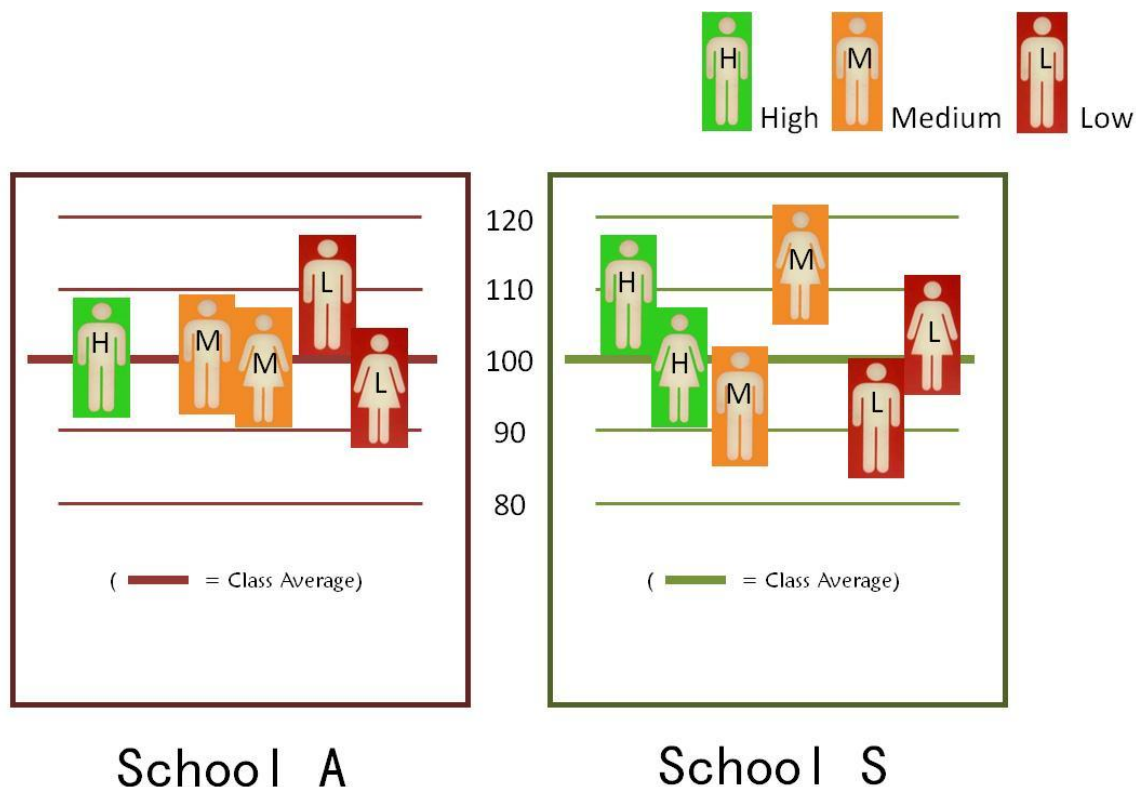 H M L
High Medium Low
120
110
100
90
80
H M M L L
H H M M L L
( = Class Average)
( = Class Average)
School A
School S